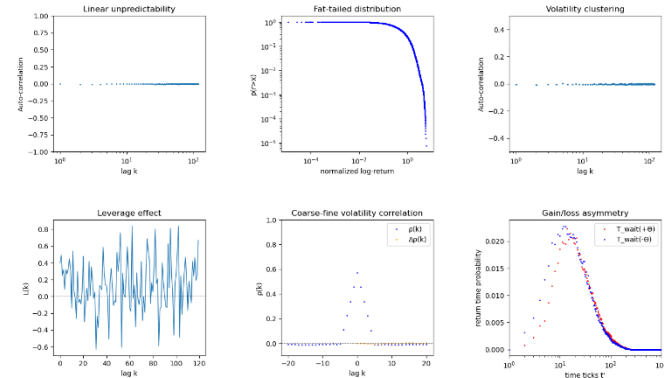 Linear unpredictability
Auto-correlation
1.00
0.75
0.50
0.25
0.00
−0.25
−0.50
−0.75
−1.00
10⁰
10¹
10²
lag k
Fat-tailed distribution
p(r>x)
10⁰
10⁻¹
10⁻²
10⁻³
10⁻⁴
10⁻⁵
10⁻⁴
10⁻²
10⁰
normalized log-return
Volatility clustering
Auto-correlation
0.4
0.2
0.0
−0.2
−0.4
10⁰
10¹
10²
lag k
Leverage effect
L(k)
0.8
0.6
0.4
0.2
0.0
−0.2
−0.4
−0.6
0
20
40
60
80
100
120
lag k
Coarse-fine volatility correlation
ρ(k)
Δρ(k)
ρ(k)
0.8
0.6
0.4
0.2
0.0
−20
−10
0
10
20
lag k
Gain/loss asymmetry
T_wait(+Θ)
T_wait(-Θ)
return time probability
0.020
0.015
0.010
0.005
0.000
10⁰
10¹
10²
time ticks t'